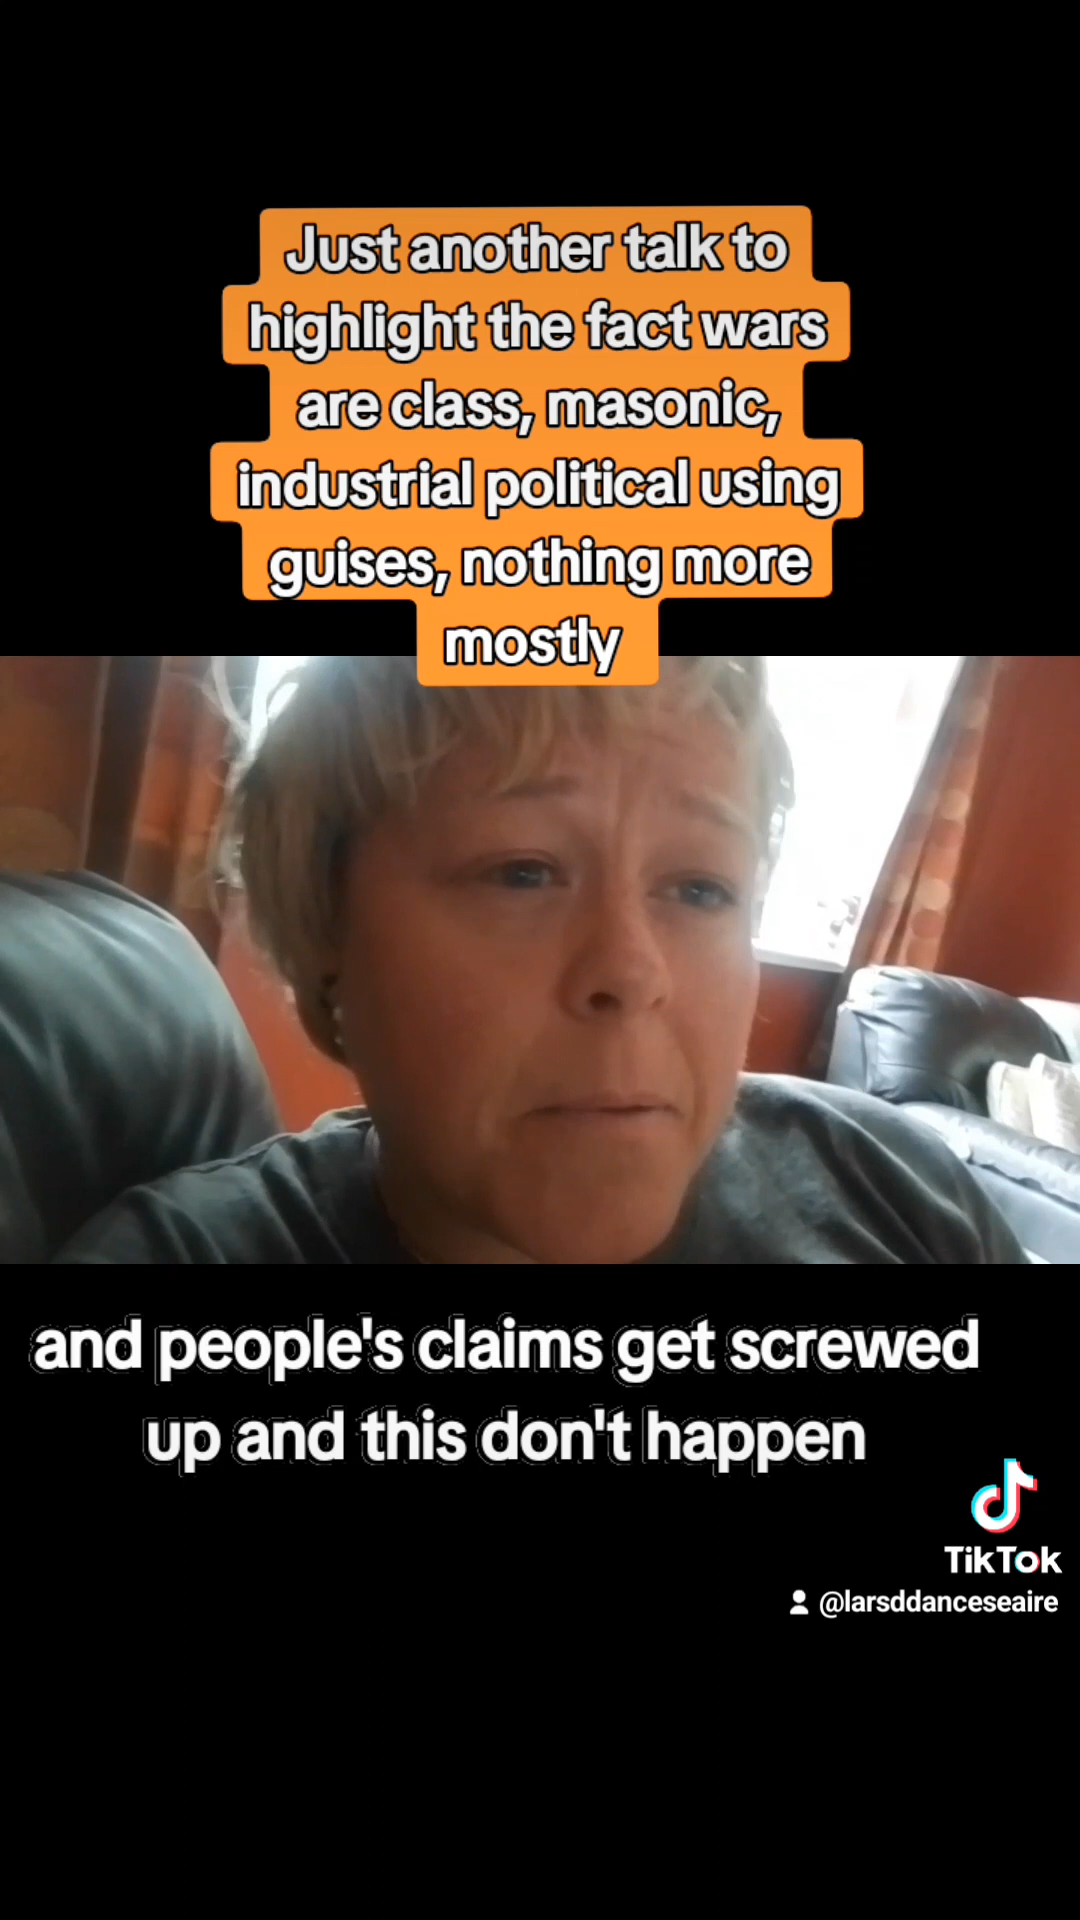 Just another talk to
highlight the fact wars
are class, masonic,
industrial political using
guises, nothing more
mostly
and people's claims get screwed
up and this don't happen
TikTok
@larsddanceseaire